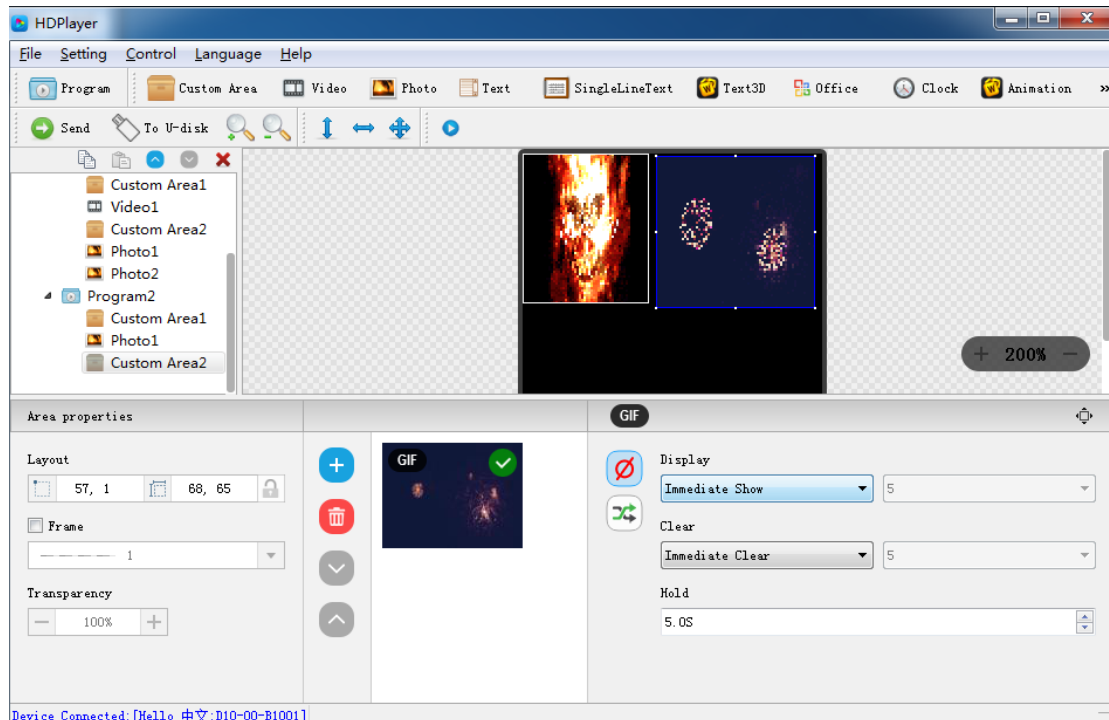 HDPlayer
File Setting Control Language Help
Program Custom Area Video Photo Text SingleLineText Text3D Office Clock Animation »
Send To U-disk
Custom Area1
Video1
Custom Area2
Photo1
Photo2
Program2
Custom Area1
Photo1
Custom Area2
+ 200% −
Area properties
GIF
Layout
57, 1 68, 65
GIF
Display
Immediate Show 5
Frame
Clear
1
Immediate Clear 5
Transparency
Hold
− 100% +
5.0S
Device Connected:[Hello 中文:D10-00-B1001]